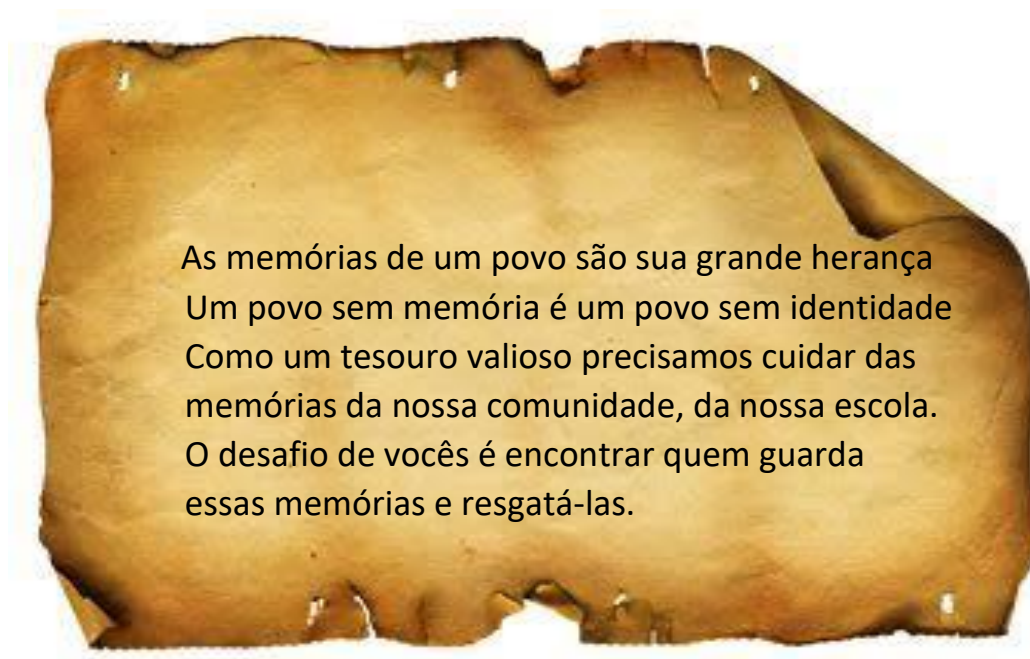 As memórias de um povo são sua grande herança
Um povo sem memória é um povo sem identidade
Como um tesouro valioso precisamos cuidar das
memórias da nossa comunidade, da nossa escola.
O desafio de vocês é encontrar quem guarda
essas memórias e resgatá-las.